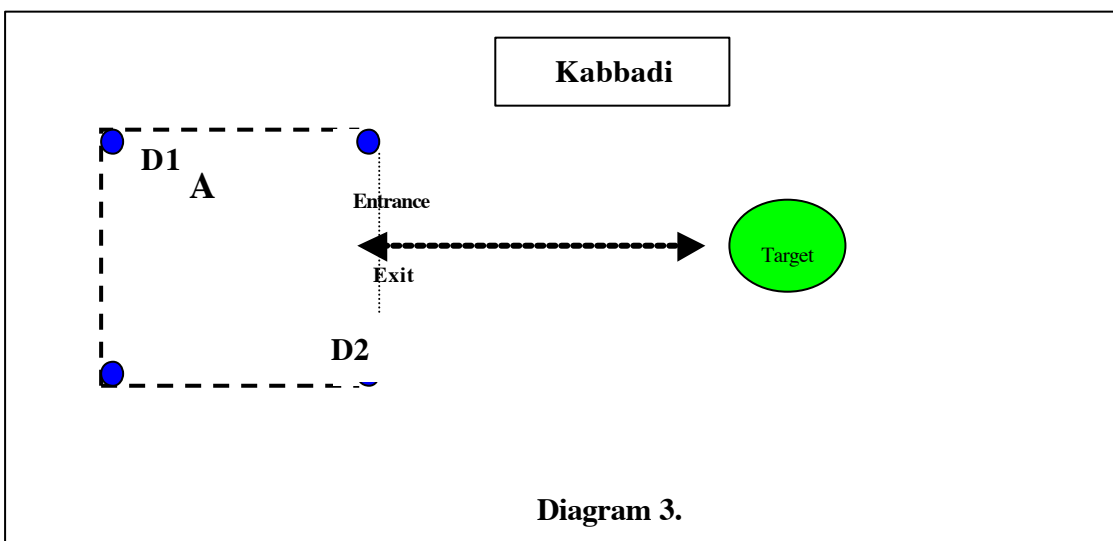 Kabbadi
D1
A
Entrance
Target
Exit
D2
Diagram 3.